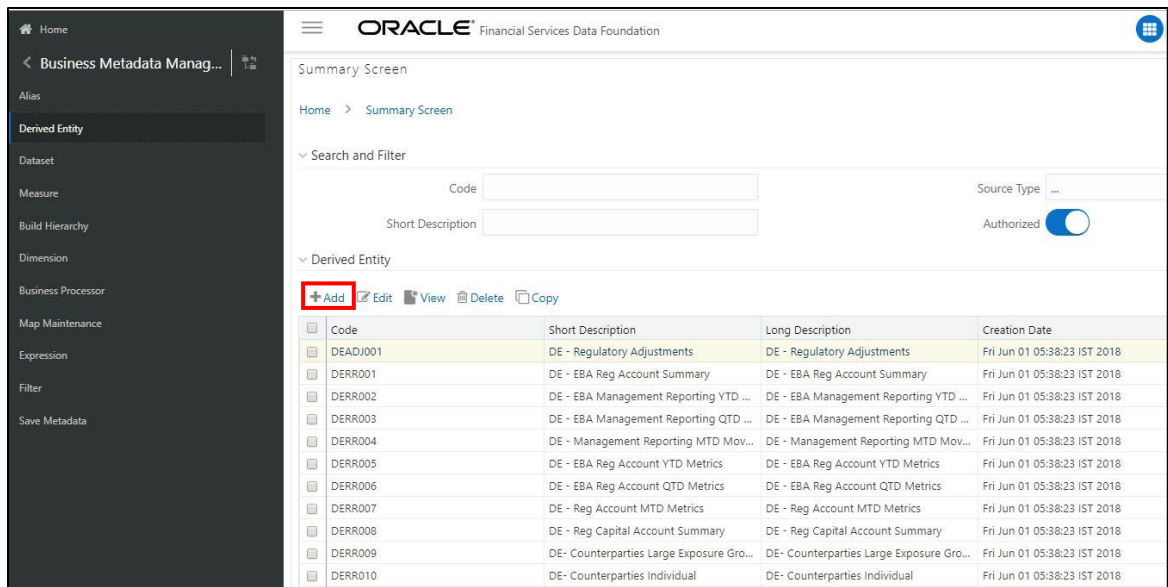 Home
Business Metadata Manag...
Alias
Derived Entity
Dataset
Measure
Build Hierarchy
Dimension
Business Processor
Map Maintenance
Expression
Filter
Save Metadata
ORACLE® Financial Services Data Foundation
Summary Screen
Home > Summary Screen
Search and Filter
Code Source Type ...
Short Description Authorized
Derived Entity
Add Edit View Delete Copy
Code Short Description Long Description Creation Date
DEADJ001 DE - Regulatory Adjustments DE - Regulatory Adjustments Fri Jun 01 05:38:23 IST 2018
DERR001 DE - EBA Reg Account Summary DE - EBA Reg Account Summary Fri Jun 01 05:38:23 IST 2018
DERR002 DE - EBA Management Reporting YTD ... DE - EBA Management Reporting YTD ... Fri Jun 01 05:38:23 IST 2018
DERR003 DE - EBA Management Reporting QTD ... DE - EBA Management Reporting QTD ... Fri Jun 01 05:38:23 IST 2018
DERR004 DE - Management Reporting MTD Mov... DE - Management Reporting MTD Mov... Fri Jun 01 05:38:23 IST 2018
DERR005 DE - EBA Reg Account YTD Metrics DE - EBA Reg Account YTD Metrics Fri Jun 01 05:38:23 IST 2018
DERR006 DE - EBA Reg Account QTD Metrics DE - EBA Reg Account QTD Metrics Fri Jun 01 05:38:23 IST 2018
DERR007 DE - Reg Account MTD Metrics DE - Reg Account MTD Metrics Fri Jun 01 05:38:23 IST 2018
DERR008 DE - Reg Capital Account Summary DE - Reg Capital Account Summary Fri Jun 01 05:38:23 IST 2018
DERR009 DE- Counterparties Large Exposure Gro... DE- Counterparties Large Exposure Gro... Fri Jun 01 05:38:23 IST 2018
DERR010 DE- Counterparties Individual DE- Counterparties Individual Fri Jun 01 05:38:23 IST 2018